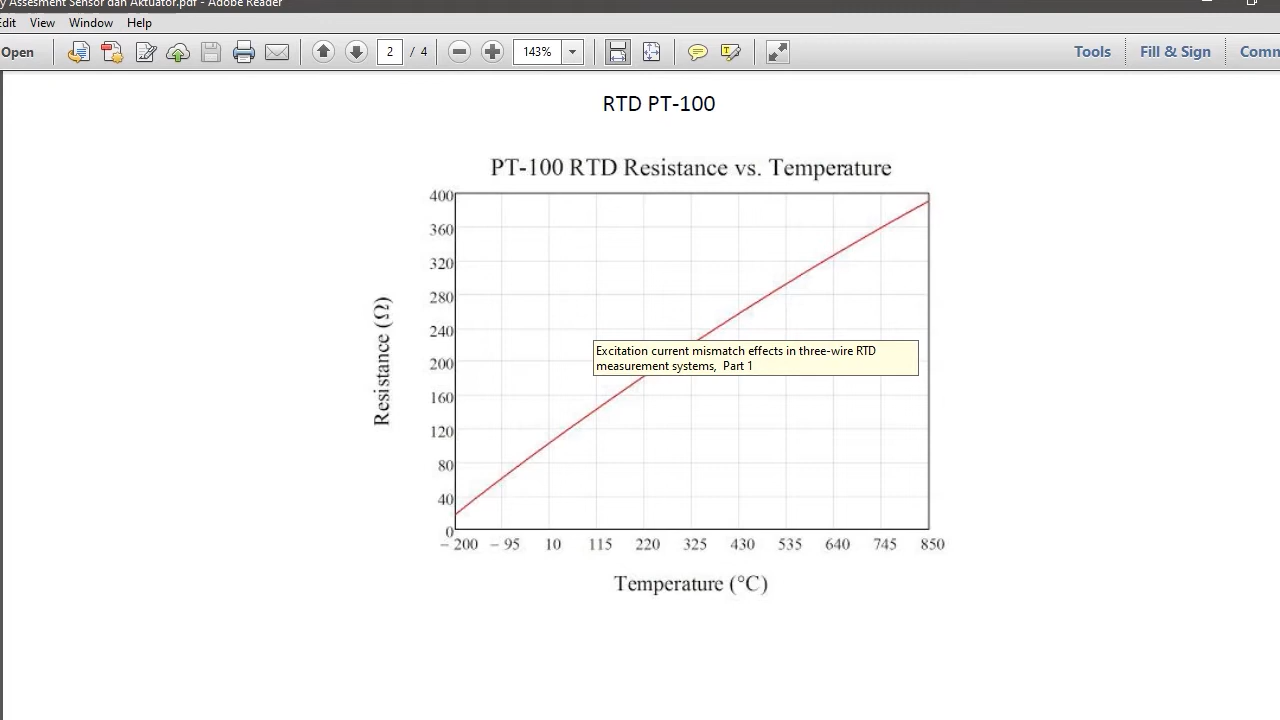 y Assesment Sensor dan Aktuator.pdf - Adobe Reader
Edit View Window Help
Open 2 / 4 143% Tools Fill & Sign Comm
RTD PT-100
PT-100 RTD Resistance vs. Temperature
400
360
320
280
240
200
160
120
80
40
0
Resistance (Ω)
Excitation current mismatch effects in three-wire RTD
measurement systems, Part 1
– 200 – 95 10 115 220 325 430 535 640 745 850
Temperature (°C)